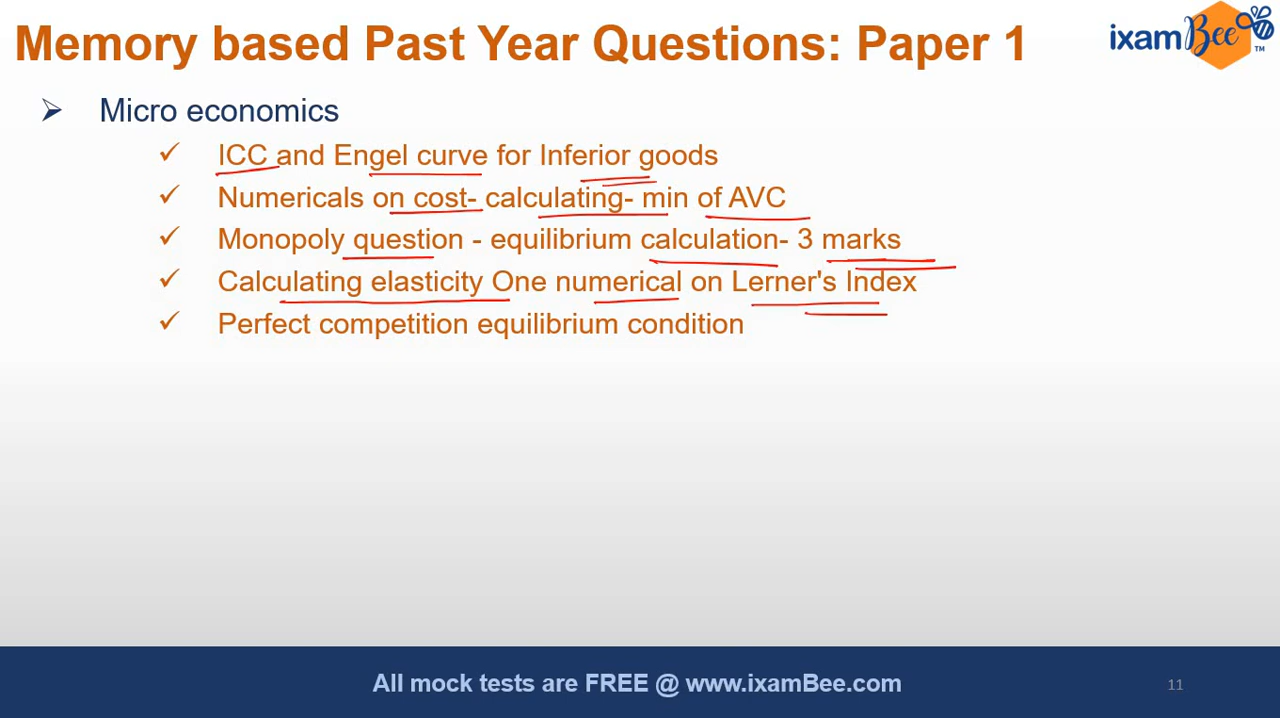 Memory based Past Year Questions: Paper 1
ixamBee
TM
Micro economics
ICC and Engel curve for Inferior goods
Numericals on cost- calculating- min of AVC
Monopoly question - equilibrium calculation- 3 marks
Calculating elasticity One numerical on Lerner's Index
Perfect competition equilibrium condition
All mock tests are FREE @ www.ixamBee.com
11